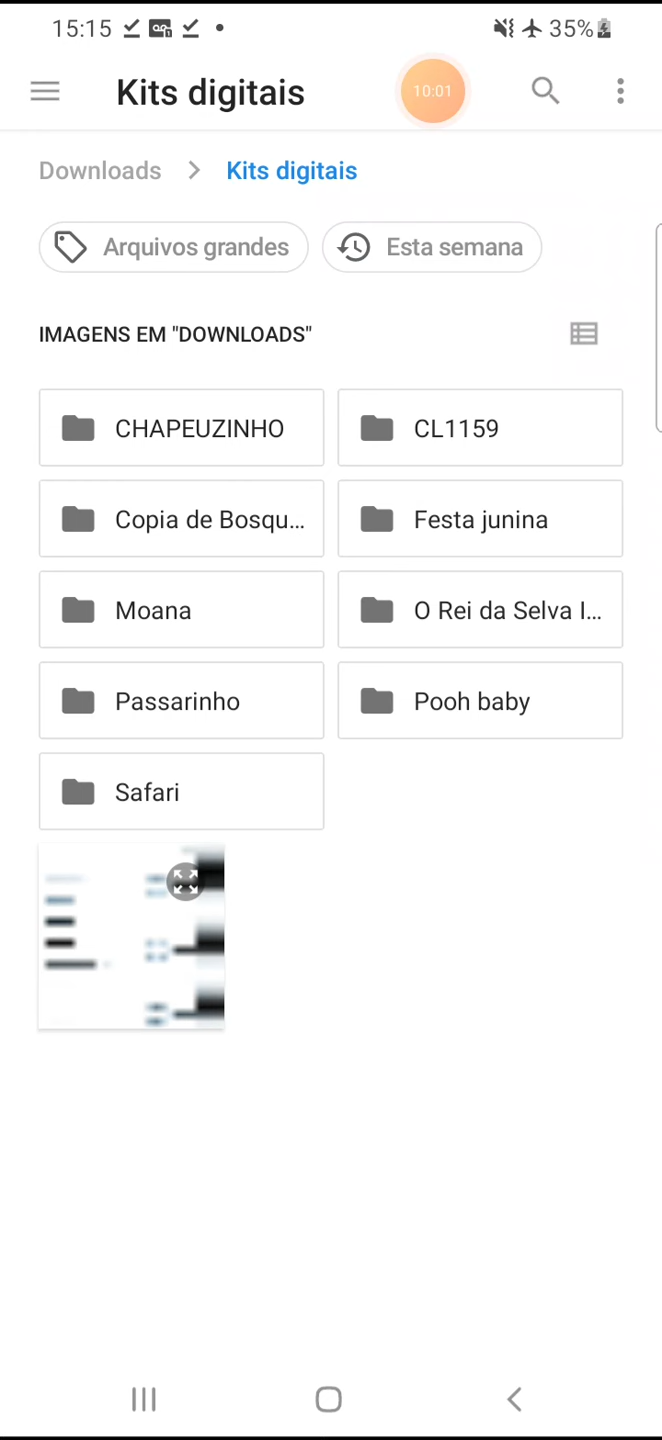 15:15 35%
Kits digitais 10:01
Downloads Kits digitais
Arquivos grandes Esta semana
IMAGENS EM "DOWNLOADS"
CHAPEUZINHO CL1159
Copia de Bosqu... Festa junina
Moana O Rei da Selva I...
Passarinho Pooh baby
Safari